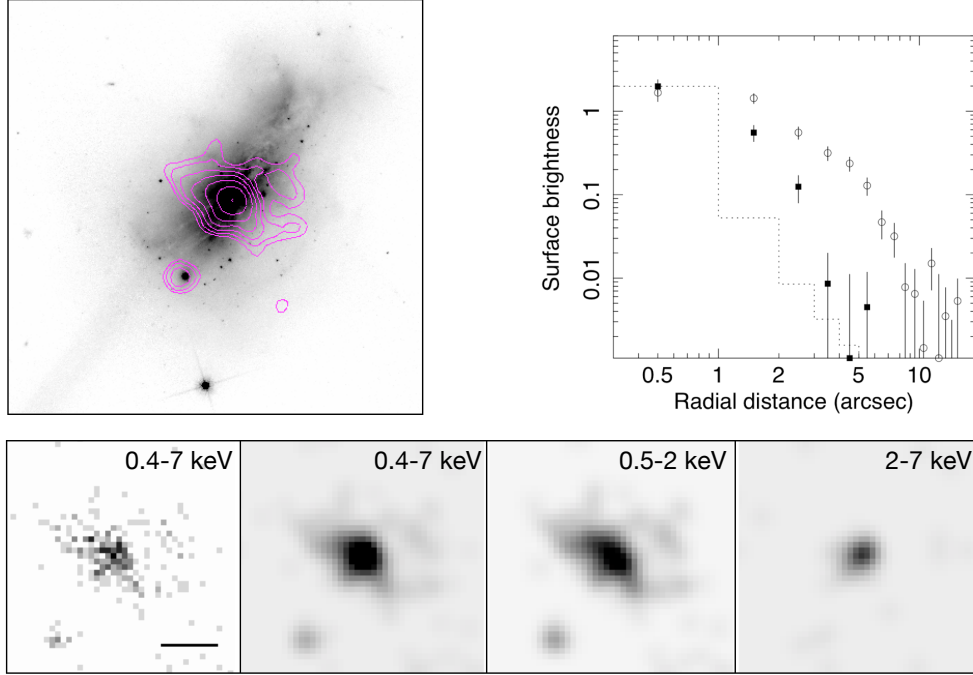 Surface brightness
1
0.1
0.01
0.5 1 2 5 10
Radial distance (arcsec)
0.4-7 keV
0.4-7 keV
0.5-2 keV
2-7 keV